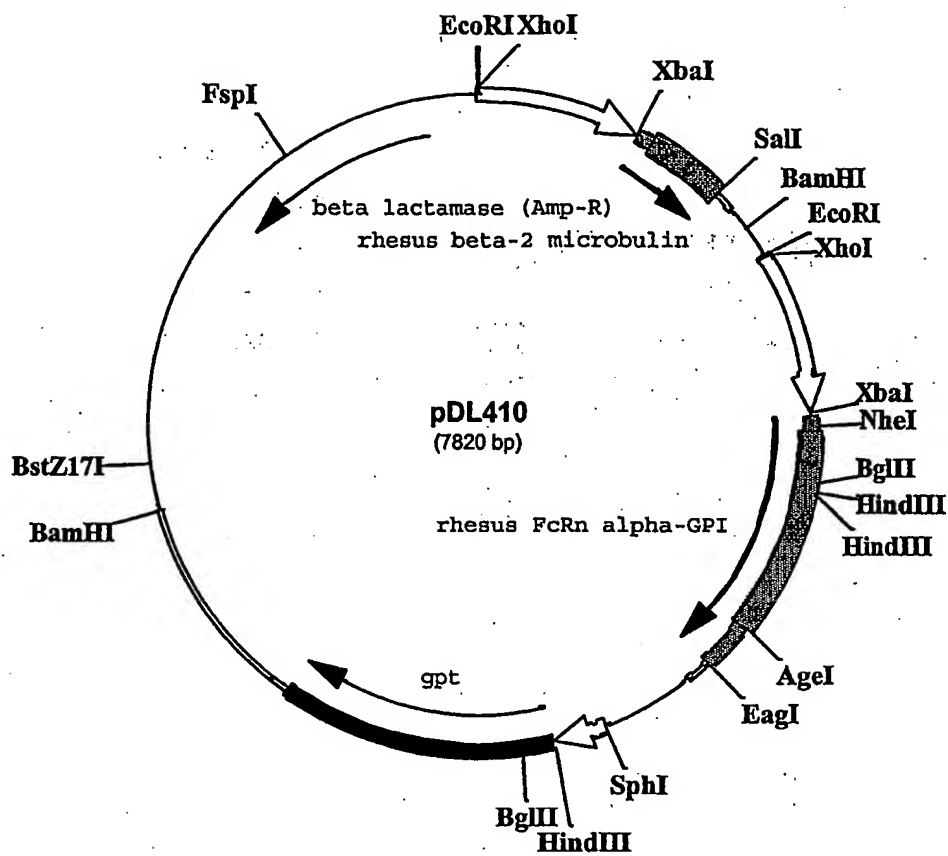 EcoRI XhoI
XbaI
FspI
SalI
BamHI
EcoRI
XhoI
beta lactamase (Amp-R)
rhesus beta-2 microbulin
pDL410
(7820 bp)
XbaI
NheI
BglII
HindIII
HindIII
BstZ17I
BamHI
rhesus FcRn alpha-GPI
gpt
AgeI
EagI
SphI
BglII
HindIII